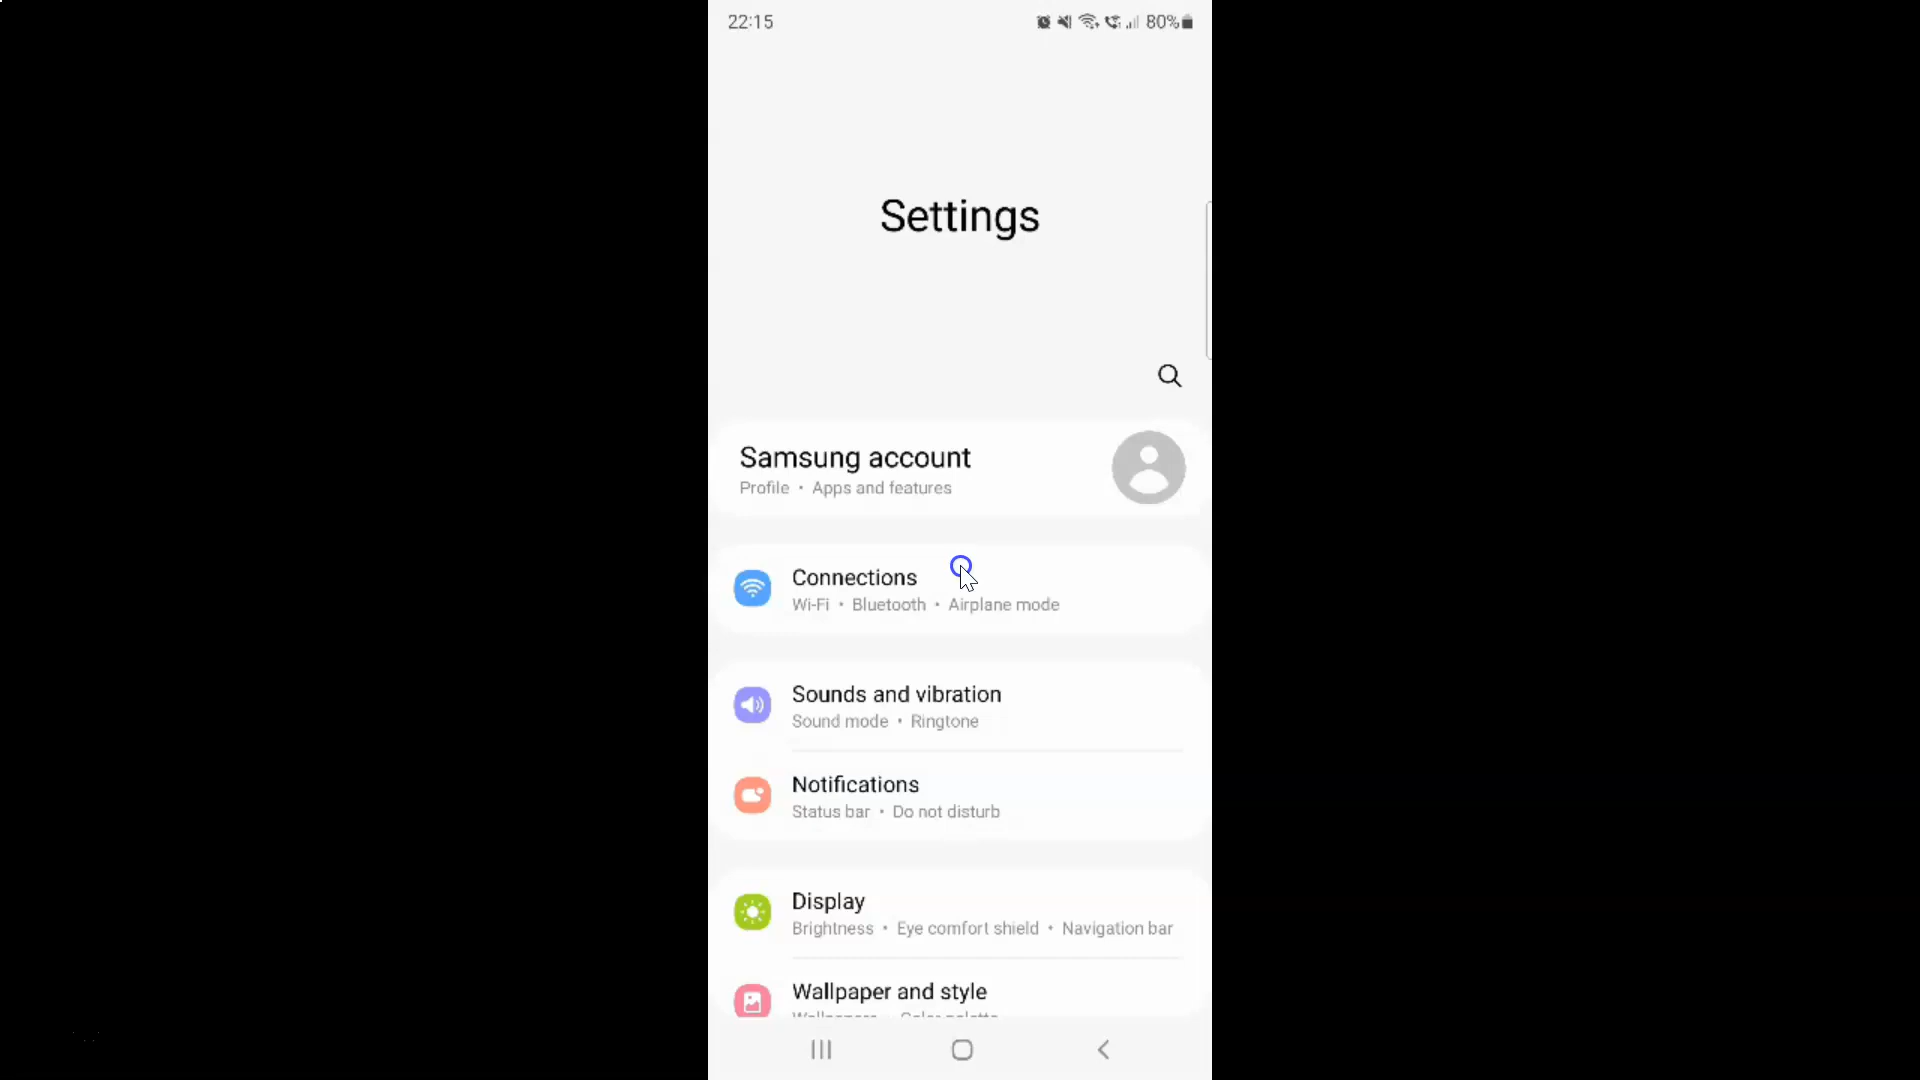 22:15
80%
Settings
Samsung account
Profile • Apps and features
Connections
Wi-Fi • Bluetooth • Airplane mode
Sounds and vibration
Sound mode • Ringtone
Notifications
Status bar • Do not disturb
Display
Brightness • Eye comfort shield • Navigation bar
Wallpaper and style